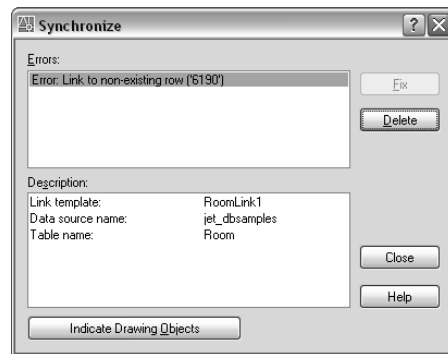 Synchronize
Errors:
Error: Link to non-existing row ('6190')
Fix
Delete
Description:
Link template: RoomLink1
Data source name: jet_dbsamples
Table name: Room
Close
Help
Indicate Drawing Objects